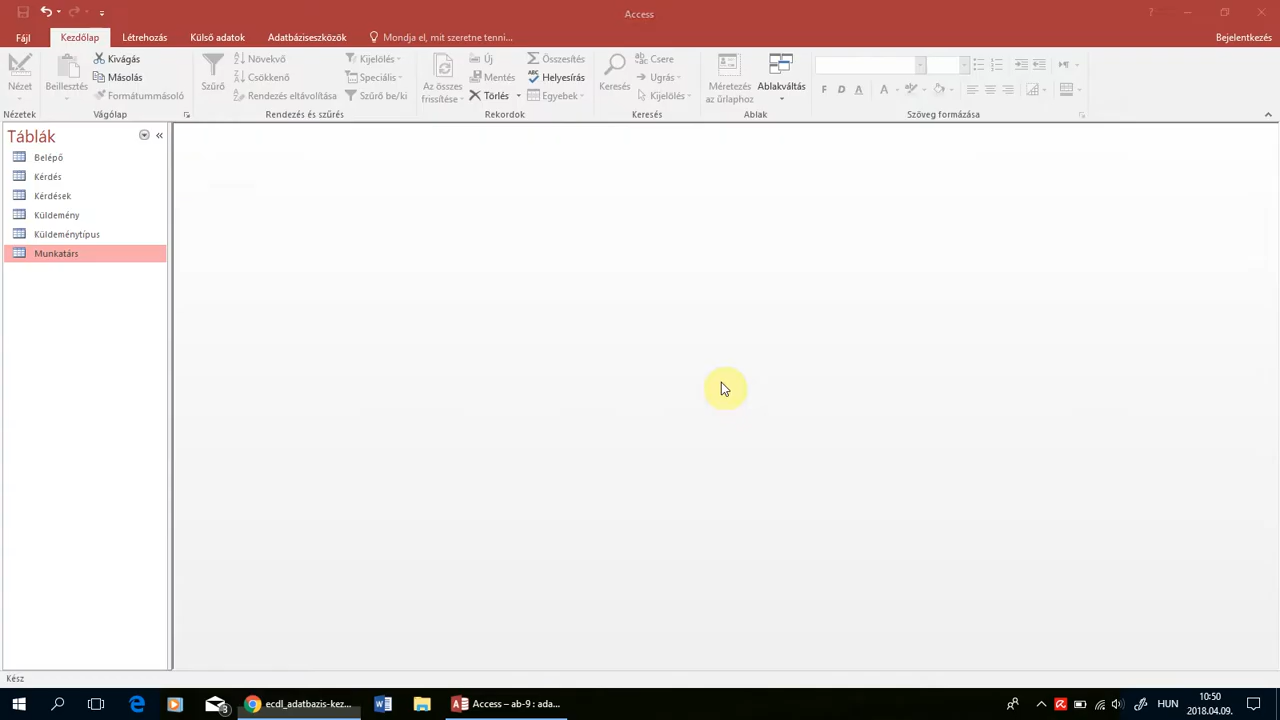 Access
Fájl
Kezdőlap
Létrehozás
Külső adatok
Adatbáziseszközök
Mondja el, mit szeretne tenni...
Bejelentkezés
Nézet
Nézetek
Beillesztés
Kivágás
Másolás
Formátummásoló
Vágólap
Szűrő
Növekvő
Csökkenő
Rendezés eltávolítása
Kijelölés
Speciális
Szűrő be/ki
Rendezés és szűrés
Az összes
frissítése
Új
Mentés
Törlés
Összesítés
Helyesírás
Egyebek
Rekordok
Keresés
Csere
Ugrás
Kijelölés
Keresés
Méretezés
az űrlaphoz
Ablakváltás
Ablak
F D A
A
Szöveg formázása
Táblák
Belépő
Kérdés
Kérdések
Küldemény
Küldeménytípus
Munkatárs
Kész
3
ecdl_adatbazis-kez...
Access – ab-9 : ada...
HUN
10:50
2018.04.09.